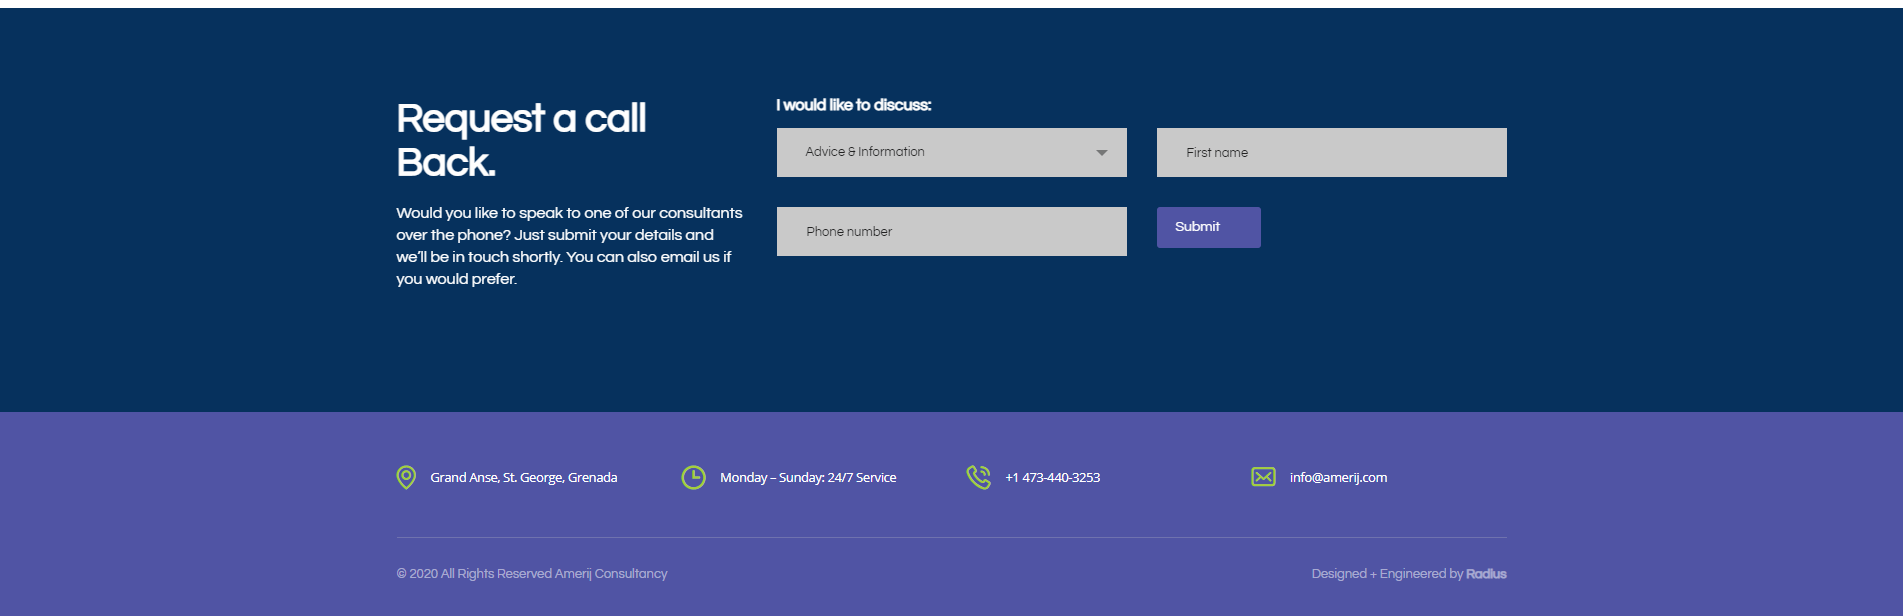 Request a call
Back.
Would you like to speak to one of our consultants
over the phone? Just submit your details and
we'll be in touch shortly. You can also email us if
you would prefer.
I would like to discuss:
Advice & Information
First name
Phone number
Submit
Grand Anse, St. George, Grenada
Monday – Sunday: 24/7 Service
+1 473-440-3253
info@amerij.com
© 2020 All Rights Reserved Amerij Consultancy
Designed + Engineered by Radius